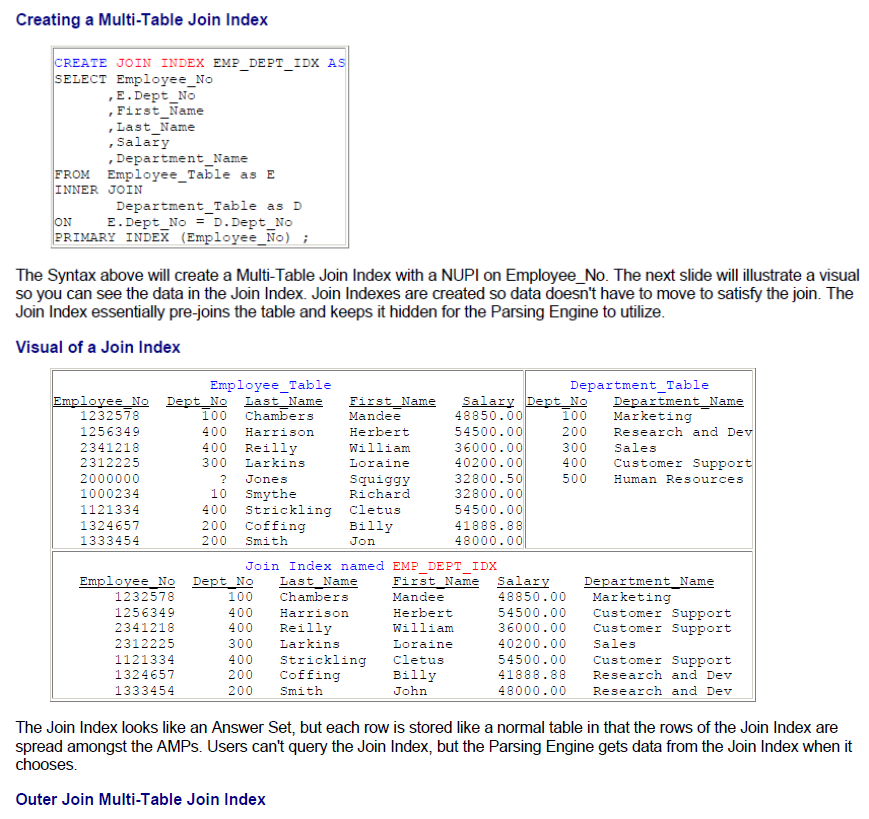 Creating a Multi-Table Join Index
CREATE JOIN INDEX EMP_DEPT_IDX AS
SELECT Employee_No
,E.Dept_No
,First_Name
,Last_Name
,Salary
,Department_Name
FROM Employee_Table as E
INNER JOIN
Department_Table as D
ON E.Dept_No = D.Dept_No
PRIMARY INDEX (Employee_No) ;
The Syntax above will create a Multi-Table Join Index with a NUPI on Employee_No. The next slide will illustrate a visual
so you can see the data in the Join Index. Join Indexes are created so data doesn't have to move to satisfy the join. The
Join Index essentially pre-joins the table and keeps it hidden for the Parsing Engine to utilize.
Visual of a Join Index
Employee_Table Department_Table
Employee_No Dept_No Last_Name First_Name Salary Dept_No Department_Name
1232578 100 Chambers Mandee 48850.00 100 Marketing
1256349 400 Harrison Herbert 54500.00 200 Research and Dev
2341218 400 Reilly William 36000.00 300 Sales
2312225 300 Larkins Loraine 40200.00 400 Customer Support
2000000 ? Jones Squiggy 32800.50 500 Human Resources
1000234 10 Smythe Richard 32800.00
1121334 400 Strickling Cletus 54500.00
1324657 200 Coffing Billy 41888.88
1333454 200 Smith Jon 48000.00
Join Index named EMP_DEPT_IDX
Employee_No Dept_No Last_Name First_Name Salary Department_Name
1232578 100 Chambers Mandee 48850.00 Marketing
1256349 400 Harrison Herbert 54500.00 Customer Support
2341218 400 Reilly William 36000.00 Customer Support
2312225 300 Larkins Loraine 40200.00 Sales
1121334 400 Strickling Cletus 54500.00 Customer Support
1324657 200 Coffing Billy 41888.88 Research and Dev
1333454 200 Smith John 48000.00 Research and Dev
The Join Index looks like an Answer Set, but each row is stored like a normal table in that the rows of the Join Index are
spread amongst the AMPs. Users can't query the Join Index, but the Parsing Engine gets data from the Join Index when it
chooses.
Outer Join Multi-Table Join Index